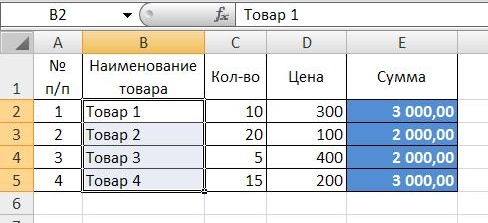 B2 fx Товар 1
A B C D E
1 № п/п Наименование товара Кол-во Цена Сумма
2 1 Товар 1 10 300 3 000,00
3 2 Товар 2 20 100 2 000,00
4 3 Товар 3 5 400 2 000,00
5 4 Товар 4 15 200 3 000,00
6